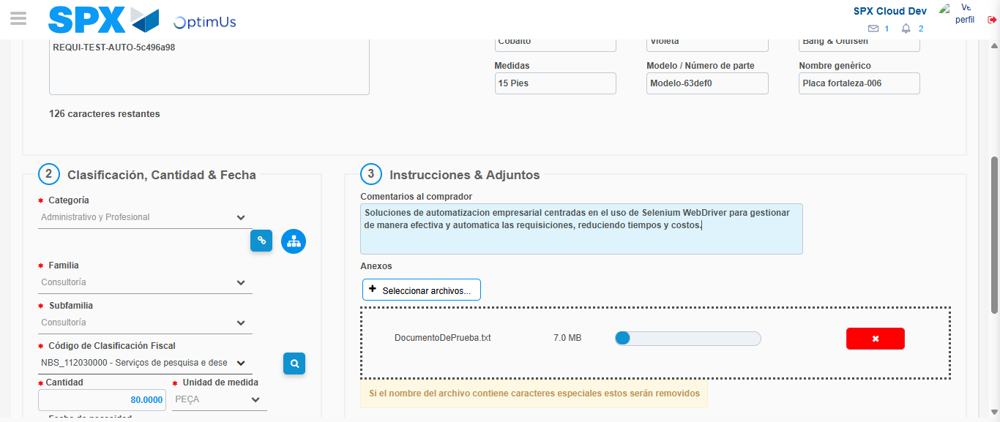 SPX OptimUs
SPX Cloud Dev
Ve
perfil
1 2
REQUI-TEST-AUTO-5c496a98
126 caracteres restantes
Cobalto
Violeta
Bang & Olufsen
Medidas
Modelo / Número de parte
Nombre genérico
15 Pies
Modelo-63def0
Placa fortaleza-006
2 Clasificación, Cantidad & Fecha
* Categoría
Administrativo y Profesional
* Familia
Consultoría
* Subfamilia
Consultoría
* Código de Clasificación Fiscal
NBS_112030000 - Serviços de pesquisa e dese
* Cantidad
* Unidad de medida
80.0000
PEÇA
Fecha de necesidad
3 Instrucciones & Adjuntos
Comentarios al comprador
Soluciones de automatizacion empresarial centradas en el uso de Selenium WebDriver para gestionar
de manera efectiva y automatica las requisiciones, reduciendo tiempos y costos.
Anexos
+ Seleccionar archivos...
DocumentoDePrueba.txt
7.0 MB
Si el nombre del archivo contiene caracteres especiales estos serán removidos